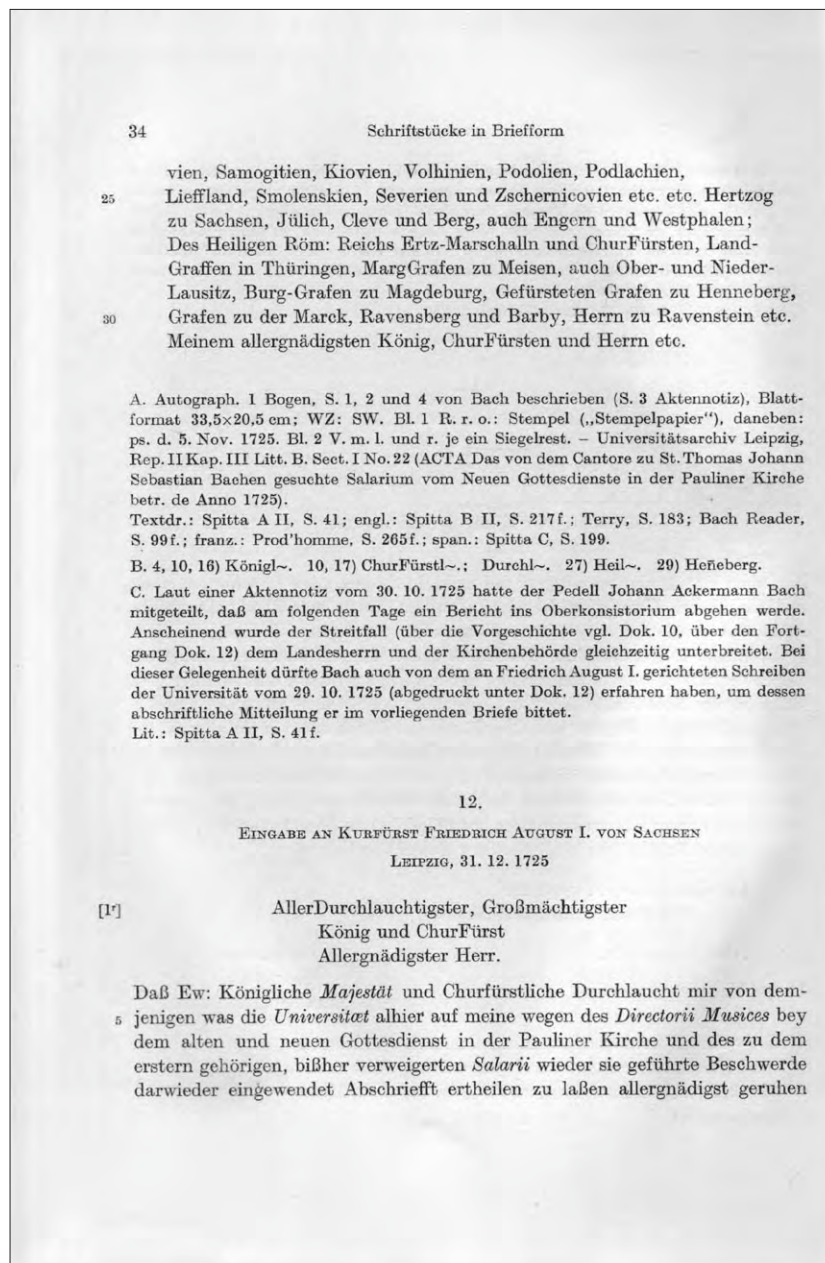 34 Schriftstücke in Briefform
vien, Samogitien, Kiovien, Volhinien, Podolien, Podlachien,
25 Lieffland, Smolenskien, Severien und Zschernicovien etc. etc. Hertzog
zu Sachsen, Jülich, Cleve und Berg, auch Engern und Westphalen;
Des Heiligen Röm: Reichs Ertz-Marschalln und ChurFürsten, Land-
Graffen in Thüringen, MargGrafen zu Meisen, auch Ober- und Nieder-
Lausitz, Burg-Grafen zu Magdeburg, Gefürsteten Grafen zu Henneberg,
30 Grafen zu der Marck, Ravensberg und Barby, Herrn zu Ravenstein etc.
Meinem allergnädigsten König, ChurFürsten und Herrn etc.
A. Autograph. 1 Bogen, S. 1, 2 und 4 von Bach beschrieben (S. 3 Aktennotiz), Blatt-
format 33,5×20,5 cm; WZ: SW. Bl. 1 R. r. o.: Stempel („Stempelpapier“), daneben:
ps. d. 5. Nov. 1725. Bl. 2 V. m. l. und r. je ein Siegelrest. – Universitätsarchiv Leipzig,
Rep. II Kap. III Litt. B. Sect. I No. 22 (ACTA Das von dem Cantore zu St. Thomas Johann
Sebastian Bachen gesuchte Salarium vom Neuen Gottesdienste in der Pauliner Kirche
betr. de Anno 1725).
Textdr.: Spitta A II, S. 41; engl.: Spitta B II, S. 217f.; Terry, S. 183; Bach Reader,
S. 99f.; franz.: Prod'homme, S. 265f.; span.: Spitta C, S. 199.
B. 4, 10, 16) Königl~. 10, 17) ChurFürstl~.; Durchl~. 27) Heil~. 29) Heñeberg.
C. Laut einer Aktennotiz vom 30. 10. 1725 hatte der Pedell Johann Ackermann Bach
mitgeteilt, daß am folgenden Tage ein Bericht ins Oberkonsistorium abgehen werde.
Anscheinend wurde der Streitfall (über die Vorgeschichte vgl. Dok. 10, über den Fort-
gang Dok. 12) dem Landesherrn und der Kirchenbehörde gleichzeitig unterbreitet. Bei
dieser Gelegenheit dürfte Bach auch von dem an Friedrich August I. gerichteten Schreiben
der Universität vom 29. 10. 1725 (abgedruckt unter Dok. 12) erfahren haben, um dessen
abschriftliche Mitteilung er im vorliegenden Briefe bittet.
Lit.: Spitta A II, S. 41f.
12.
Eingabe an Kurfürst Friedrich August I. von Sachsen
Leipzig, 31. 12. 1725
[1r] AllerDurchlauchtigster, Großmächtigster
König und ChurFürst
Allergnädigster Herr.
Daß Ew: Königliche Majestät und Churfürstliche Durchlaucht mir von dem-
5 jenigen was die Universitæt alhier auf meine wegen des Directorii Musices bey
dem alten und neuen Gottesdienst in der Pauliner Kirche und des zu dem
erstern gehörigen, bißher verweigerten Salarii wieder sie geführte Beschwerde
darwieder eingewendet Abschriefft ertheilen zu laßen allergnädigst geruhen